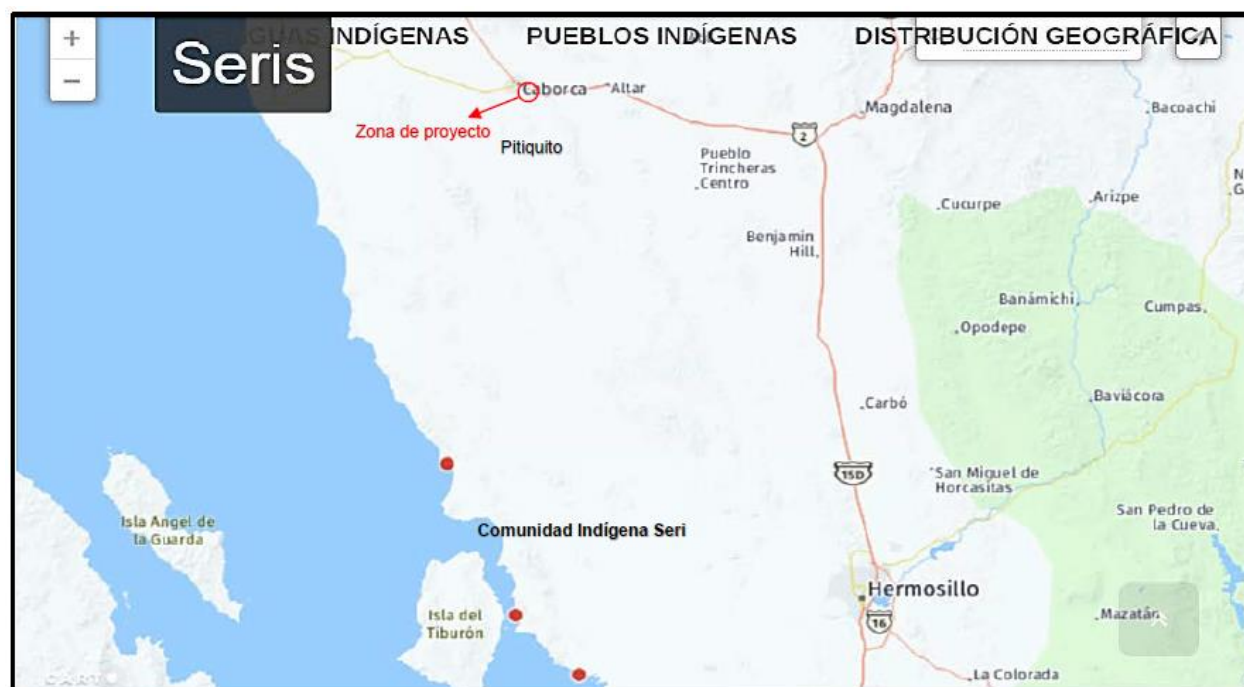 +
GUAS INDÍGENAS PUEBLOS INDÍGENAS DISTRIBUCIÓN GEOGRÁFICA
Seris
−
Caborca
Altar
Magdalena
Bacoachi
Zona de proyecto
2
Pitiquito
Pueblo
Trincheras
Centro
N
G
Arizpe
Cucurpe
Benjamin
Hill
Banámichi
Cumpas
Opodepe
Baviácora
Carbó
15D
San Miguel de
Horcasitas
San Pedro de
la Cueva
Isla Angel de
la Guarda
Comunidad Indígena Seri
Hermosillo
Isla del
Tiburón
16
Mazatán
La Colorada
CARTO